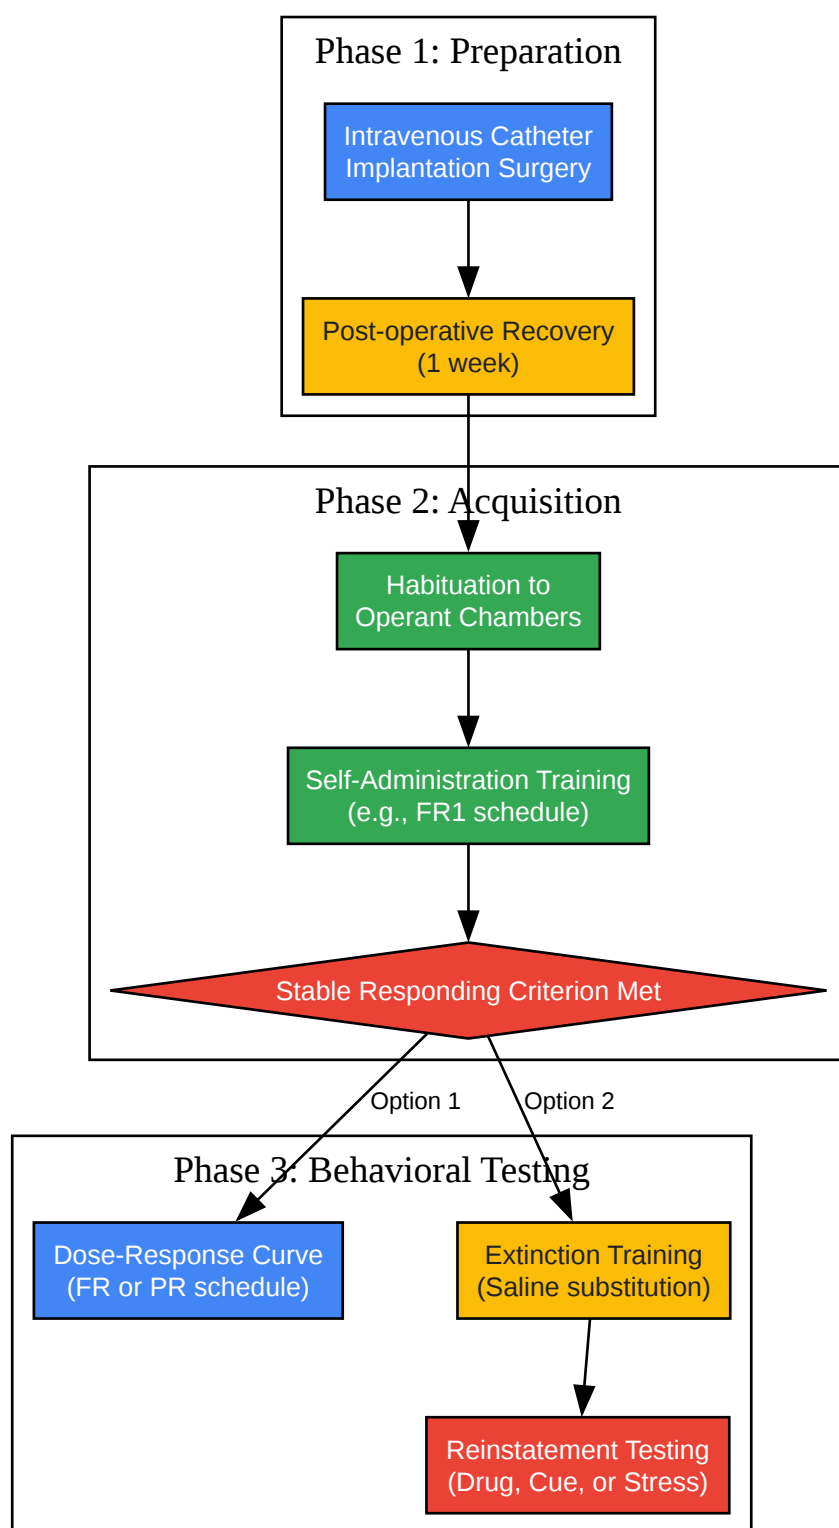 Phase 1: Preparation
Intravenous Catheter
Implantation Surgery
Post-operative Recovery
(1 week)
Phase 2: Acquisition
Habituation to
Operant Chambers
Self-Administration Training
(e.g., FR1 schedule)
Stable Responding Criterion Met
Option 1
Option 2
Phase 3: Behavioral Testing
Dose-Response Curve
(FR or PR schedule)
Extinction Training
(Saline substitution)
Reinstatement Testing
(Drug, Cue, or Stress)